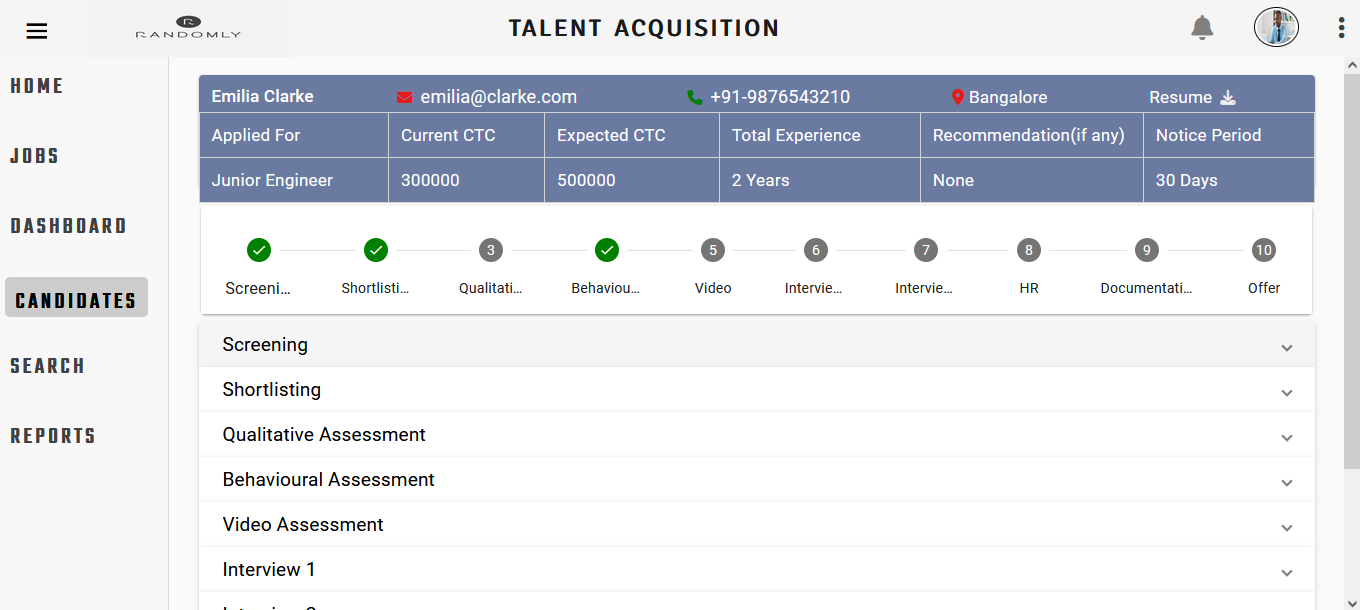 RANDOMLY
TALENT ACQUISITION
HOME
JOBS
DASHBOARD
CANDIDATES
SEARCH
REPORTS
Emilia Clarke emilia@clarke.com +91-9876543210 Bangalore Resume
Applied For Current CTC Expected CTC Total Experience Recommendation(if any) Notice Period
Junior Engineer 300000 500000 2 Years None 30 Days
3 5 6 7 8 9 10
Screeni... Shortlisti... Qualitati... Behaviou... Video Intervie... Intervie... HR Documentati... Offer
Screening
Shortlisting
Qualitative Assessment
Behavioural Assessment
Video Assessment
Interview 1